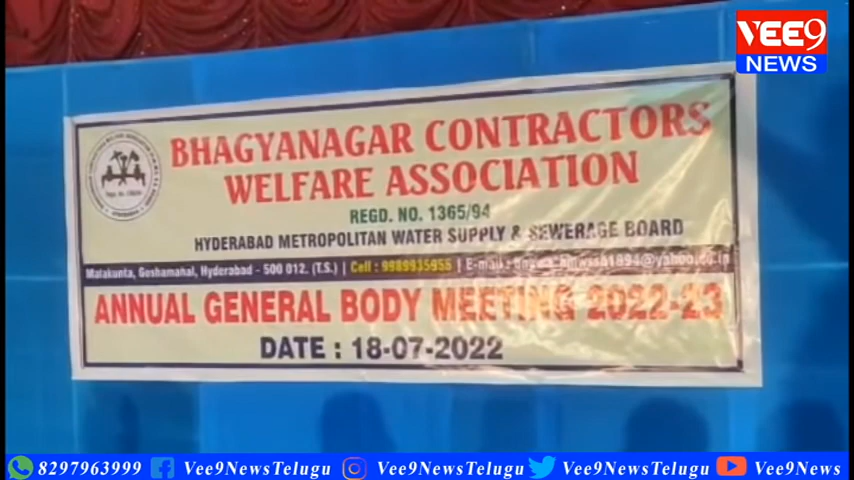 VEE9
NEWS
BHAGYANAGAR CONTRACTORS
WELFARE ASSOCIATION
REGD. NO. 1365/94
HYDERABAD METROPOLITAN WATER SUPPLY & SEWERAGE BOARD
Malakunta, Goshamahal, Hyderabad - 500 012. (T.S.) | Cell : 9989935955 | E-mail :
ANNUAL GENERAL BODY MEETING 2022-23
DATE : 18-07-2022
8297963999 Vee9NewsTelugu Vee9NewsTelugu Vee9NewsTelugu Vee9News